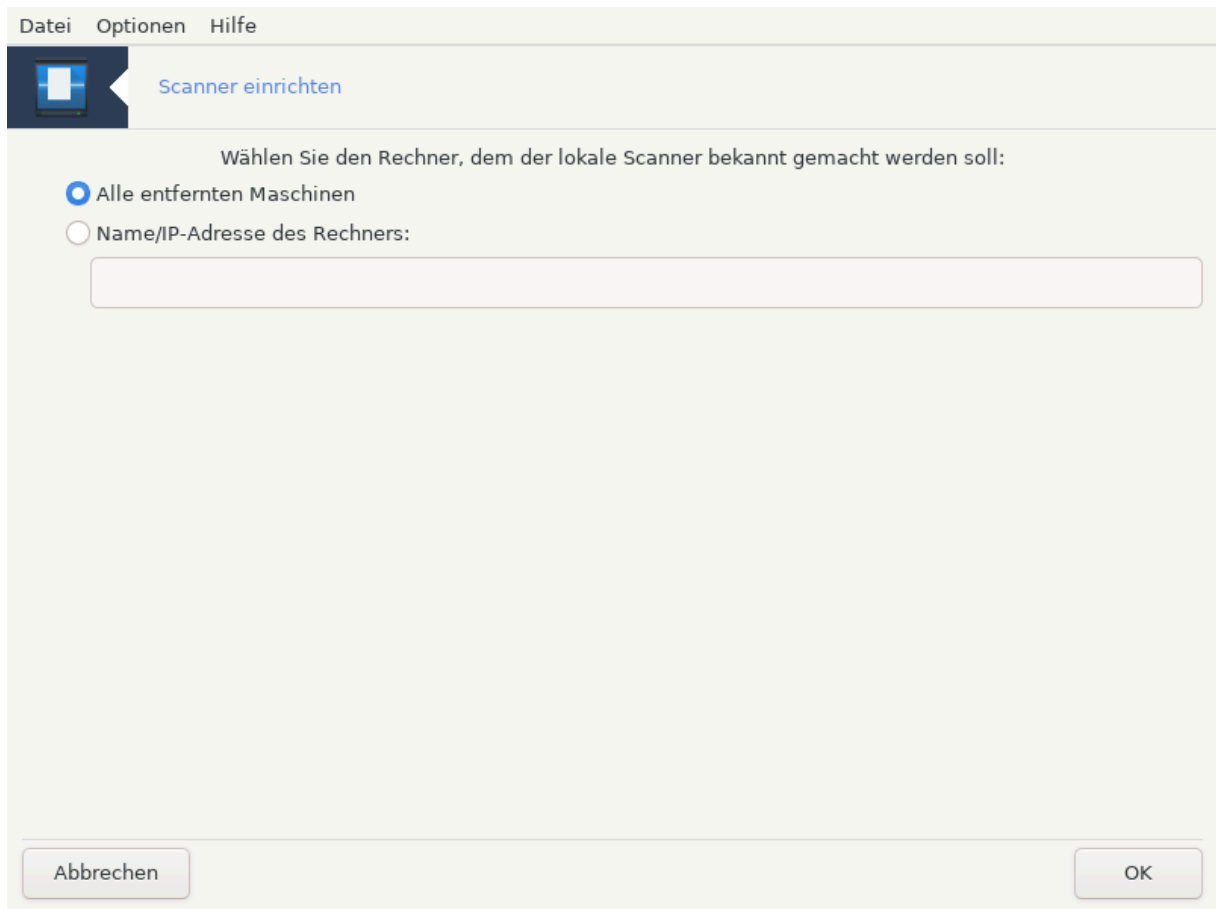 Datei Optionen Hilfe
Scanner einrichten
Wählen Sie den Rechner, dem der lokale Scanner bekannt gemacht werden soll:
Alle entfernten Maschinen
Name/IP-Adresse des Rechners:
Abbrechen OK